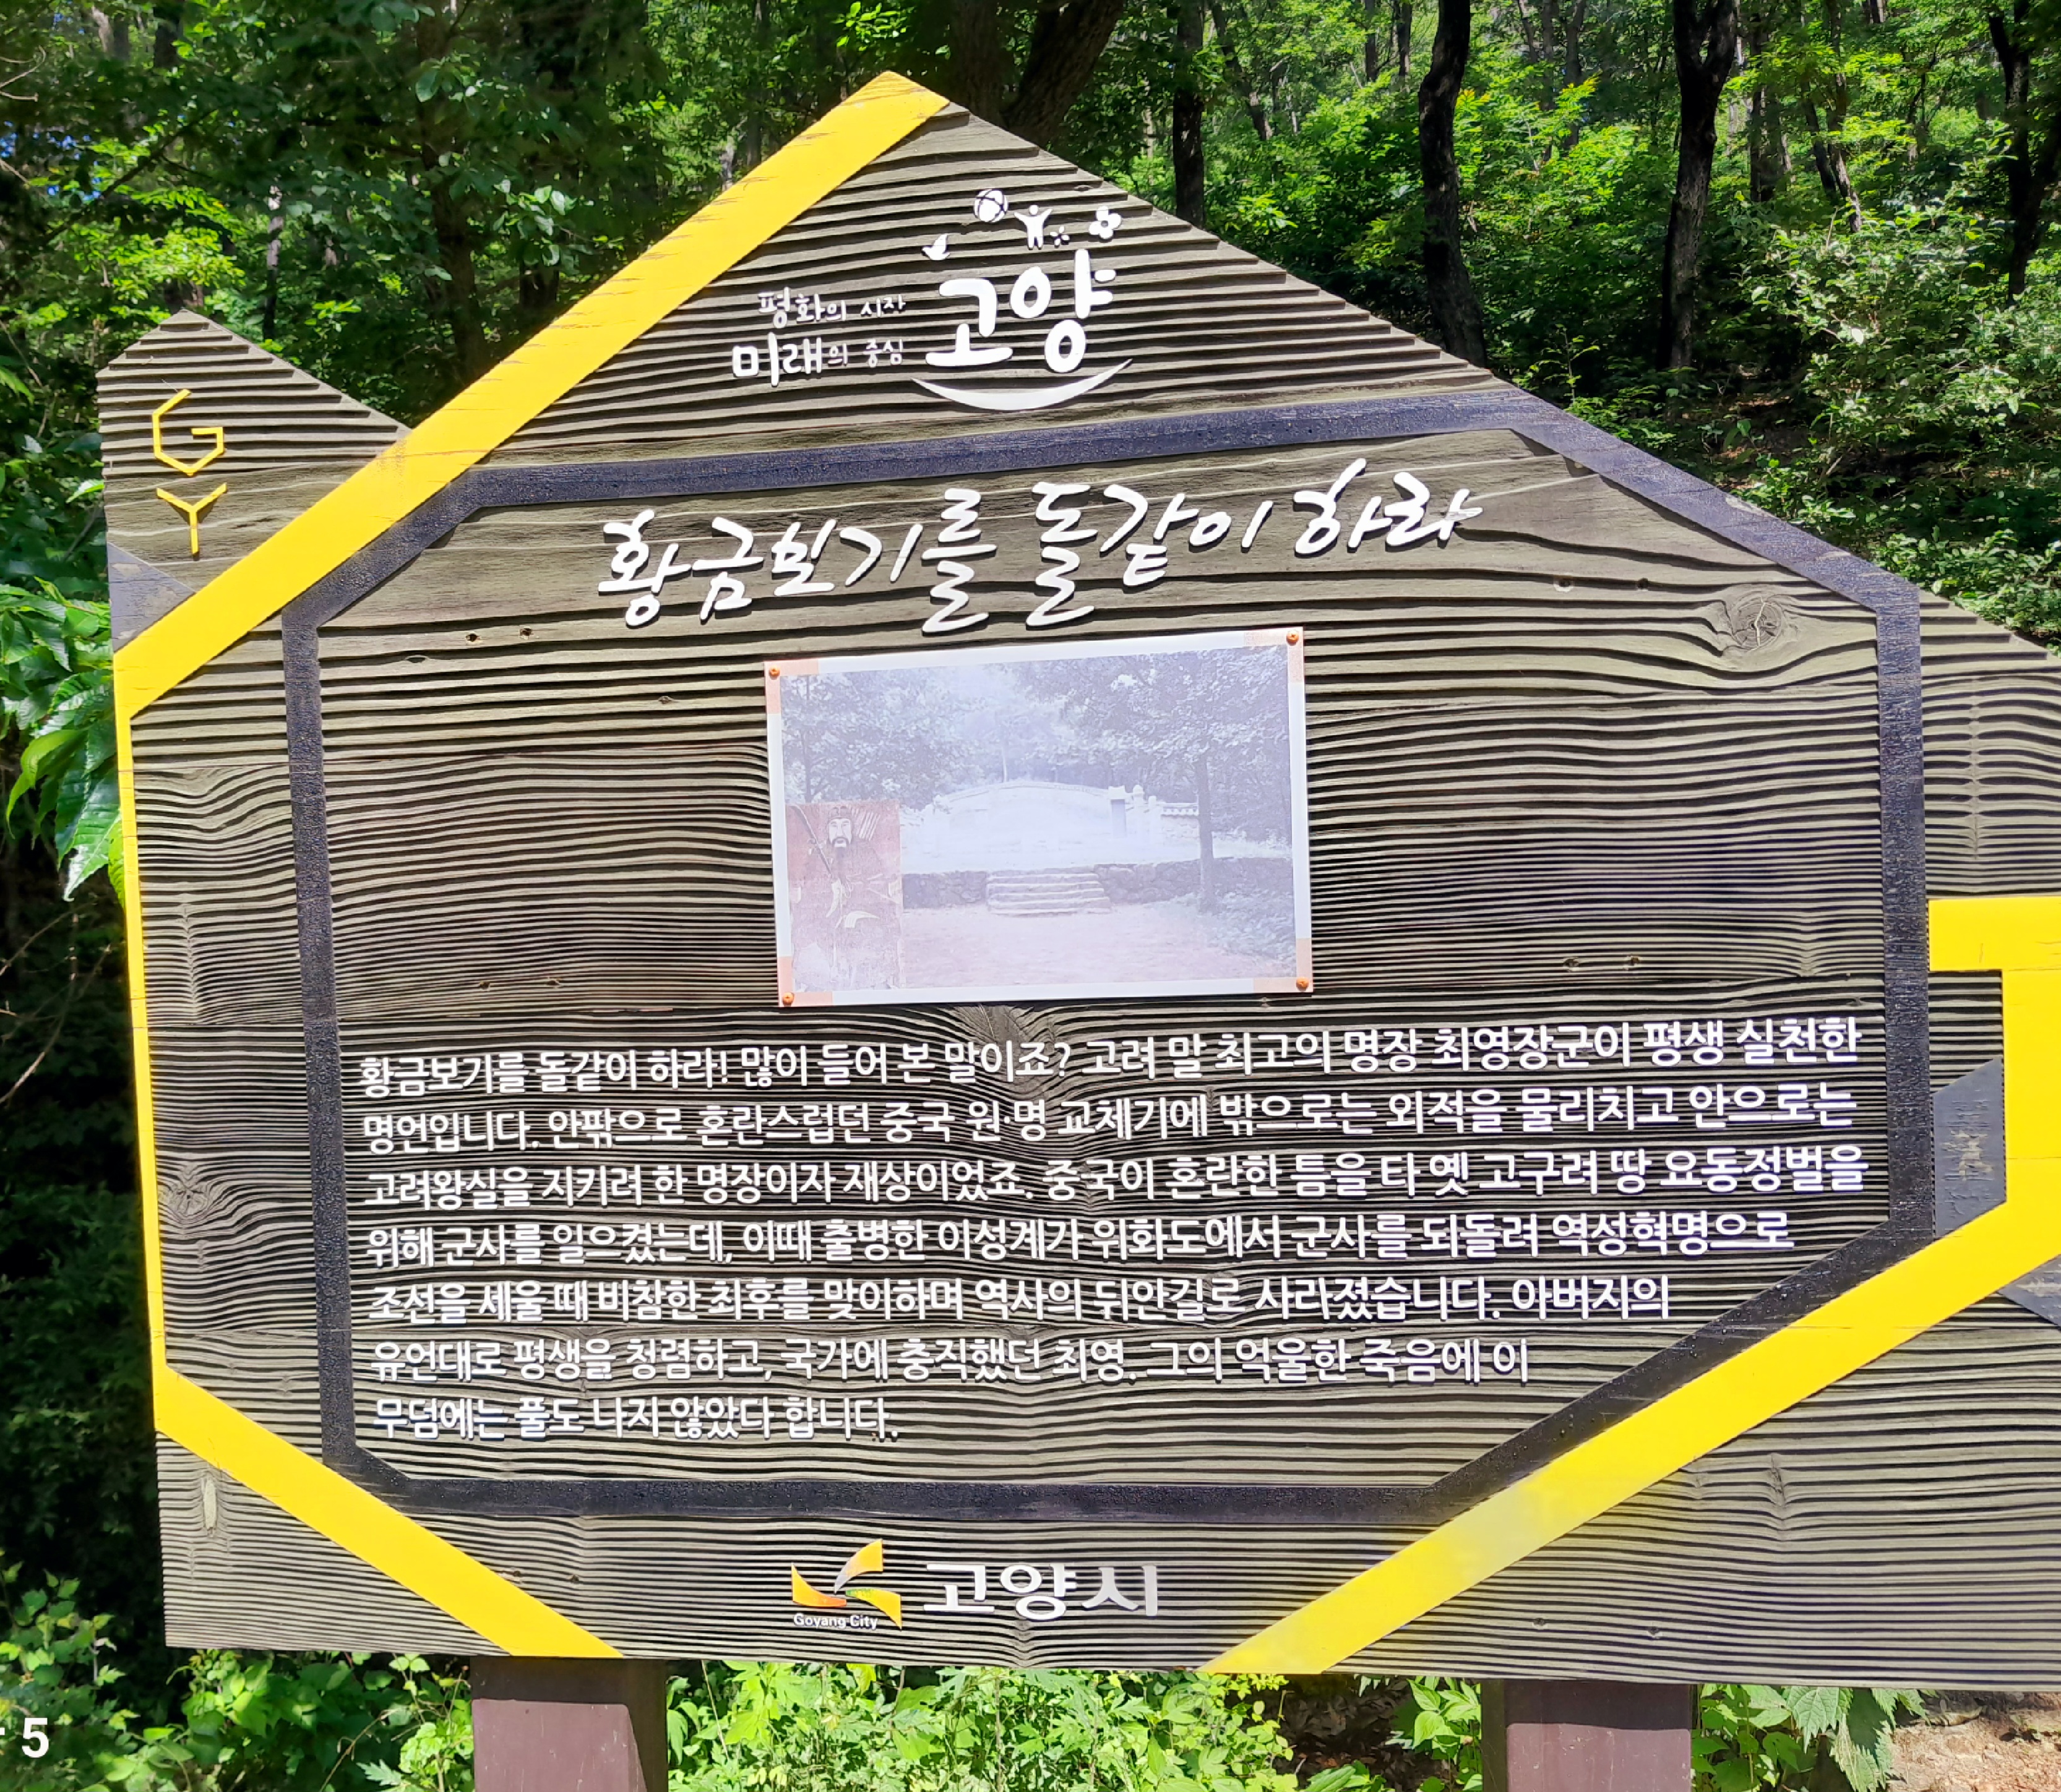 평화의 시작
미래의 중심
고양
GY
황금보기를 돌같이 하라
황금보기를 돌같이 하라! 많이 들어 본 말이죠? 고려 말 최고의 명장 최영장군이 평생 실천한
명언입니다. 안팎으로 혼란스럽던 중국 원·명 교체기에 밖으로는 외적을 물리치고 안으로는
고려왕실을 지키려 한 명장이자 재상이었죠. 중국이 혼란한 틈을 타 옛 고구려 땅 요동정벌을
위해 군사를 일으켰는데, 이때 출병한 이성계가 위화도에서 군사를 되돌려 역성혁명으로
조선을 세울 때 비참한 최후를 맞이하며 역사의 뒤안길로 사라졌습니다. 아버지의
유언대로 평생을 청렴하고, 국가에 충직했던 최영. 그의 억울한 죽음에 이
무덤에는 풀도 나지 않았다 합니다.
Goyang City
고양시
5